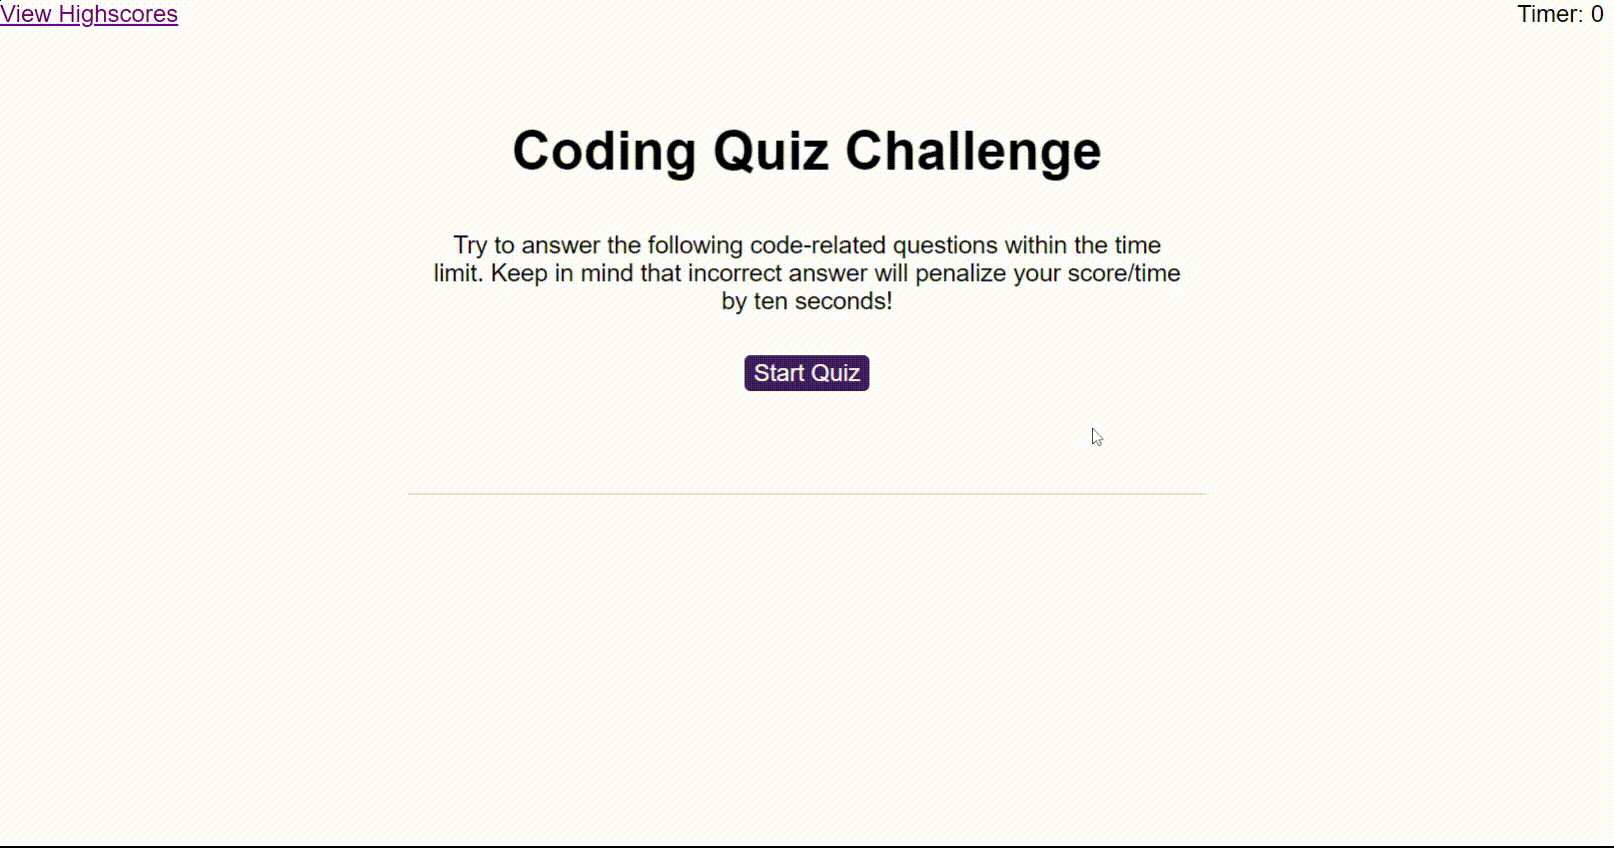 View Highscores
Timer: 0
Coding Quiz Challenge
Try to answer the following code-related questions within the time
limit. Keep in mind that incorrect answer will penalize your score/time
by ten seconds!
Start Quiz